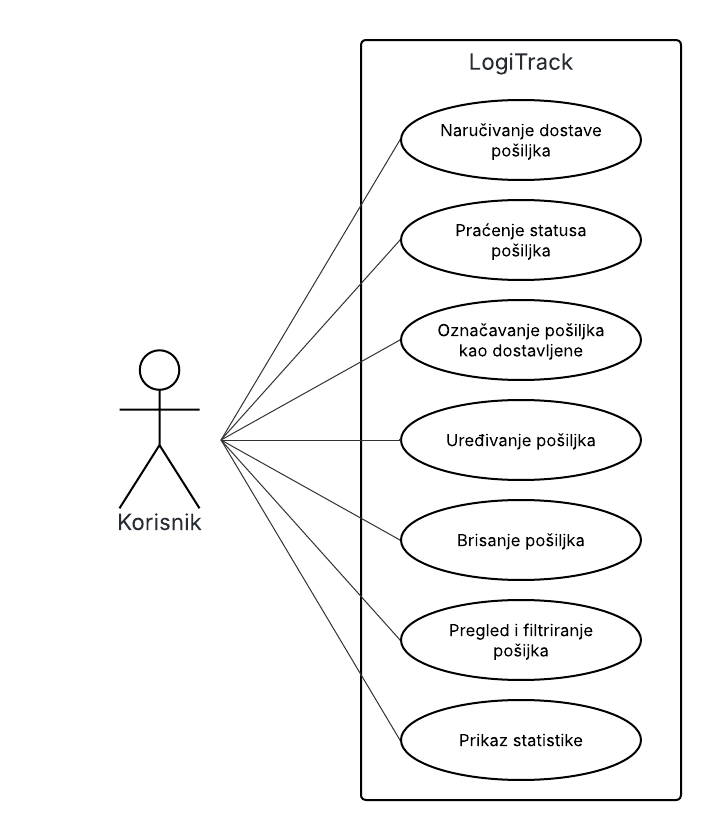 LogiTrack
Naručivanje dostave
pošiljka
Praćenje statusa
pošiljka
Označavanje pošiljka
kao dostavljene
Uređivanje pošiljka
Korisnik
Brisanje pošiljka
Pregled i filtriranje
pošijka
Prikaz statistike